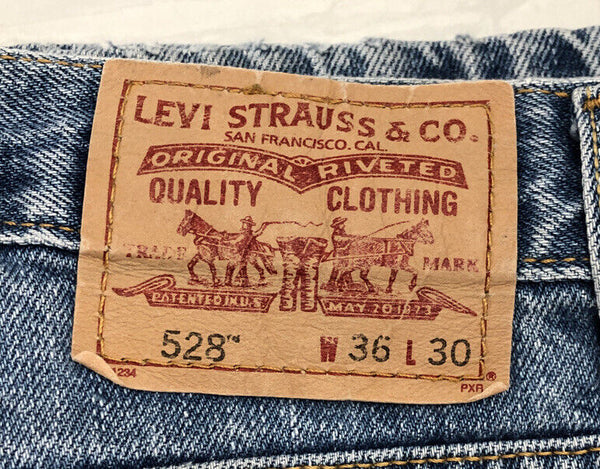 LEVI STRAUSS & CO.
SAN FRANCISCO. CAL.
ORIGINAL RIVETED
QUALITY CLOTHING
TRADE MARK
PATENTED IN U.S. MAY 20 1873
528™ W 36 L 30
1234 PXR ®